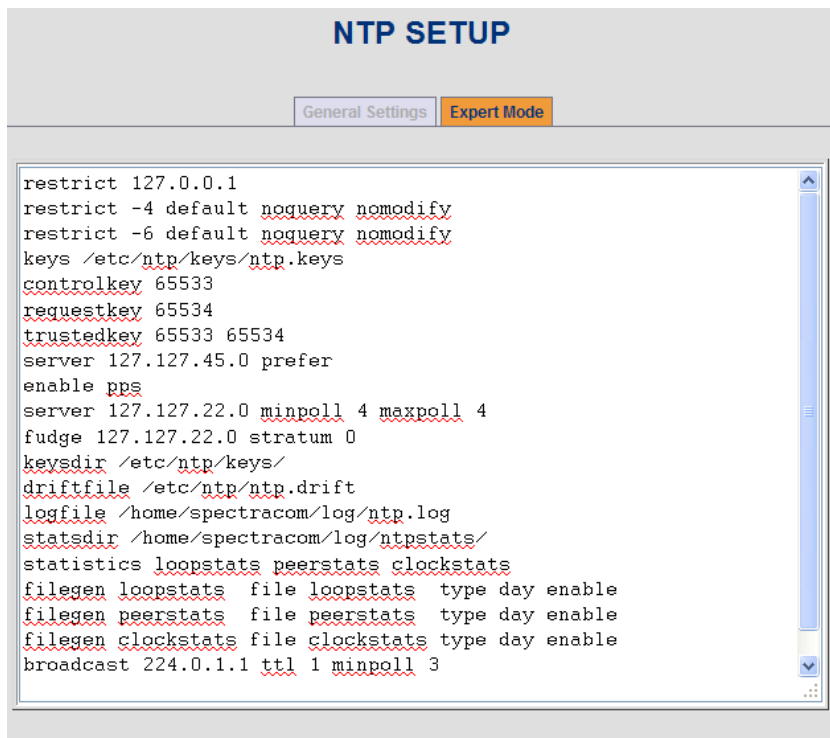 NTP SETUP
General Settings Expert Mode
restrict 127.0.0.1
restrict -4 default noquery nomodify
restrict -6 default noquery nomodify
keys /etc/ntp/keys/ntp.keys
controlkey 65533
requestkey 65534
trustedkey 65533 65534
server 127.127.45.0 prefer
enable pps
server 127.127.22.0 minpoll 4 maxpoll 4
fudge 127.127.22.0 stratum 0
keysdir /etc/ntp/keys/
driftfile /etc/ntp/ntp.drift
logfile /home/spectracom/log/ntp.log
statsdir /home/spectracom/log/ntpstats/
statistics loopstats peerstats clockstats
filegen loopstats  file loopstats  type day enable
filegen peerstats  file peerstats  type day enable
filegen clockstats file clockstats type day enable
broadcast 224.0.1.1 ttl 1 minpoll 3